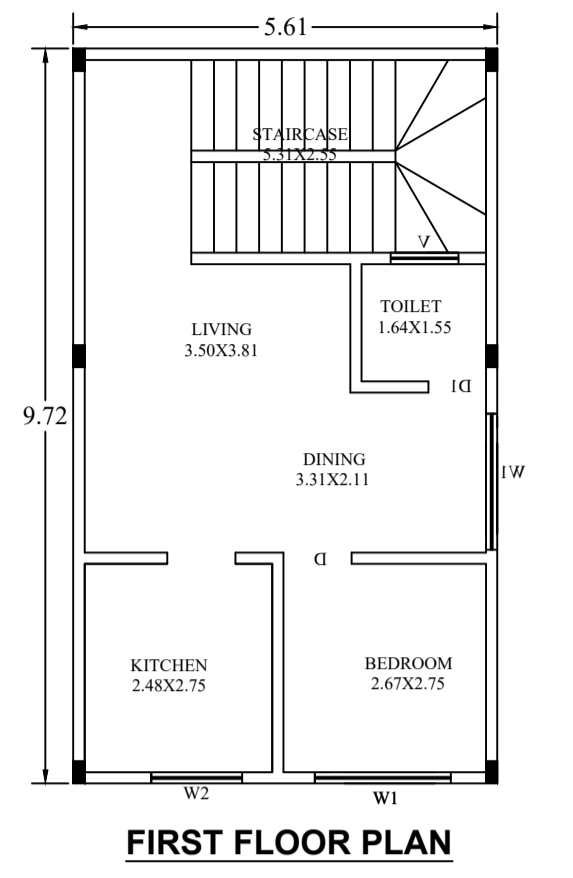 5.61
STAIRCASE
5.31X2.55
V
TOILET
1.64X1.55
LIVING
3.50X3.81
D1
9.72
DINING
3.31X2.11
W1
D
KITCHEN
2.48X2.75
BEDROOM
2.67X2.75
W2
W1
FIRST FLOOR PLAN